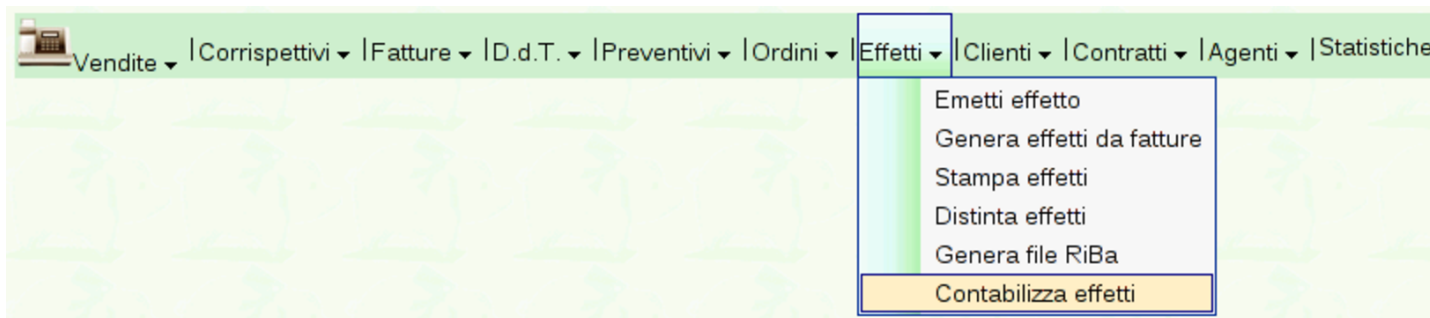 Vendite |Corrispettivi |Fatture |D.d.T. |Preventivi |Ordini |Effetti |Clienti |Contratti |Agenti |Statistiche
Emetti effetto
Genera effetti da fatture
Stampa effetti
Distinta effetti
Genera file RiBa
Contabilizza effetti